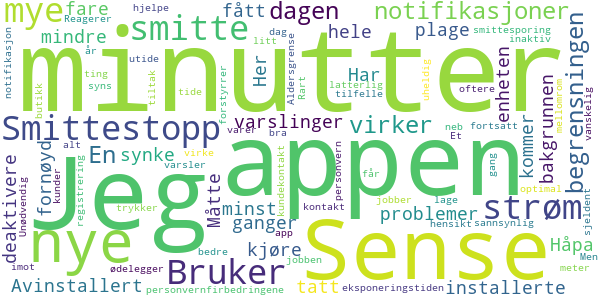 mye Reagerer fare hjelpe fått dagen notifikasjoner
notifikasjon mindre smitte dag hele plage smittesporing
år litt Har inaktiv
ting utide Her Aldersgrense latterlig oftere
butikk syns tiltak tide forstyrrer Rart tilfelle enheten uheldig Mellomrom vanskelig
minutter
Smittestopp varslinger virker kommer bakgrunnen begrensningen
alt En synke varer bra neb fortsatt
deaktivere fornøyd virke varsler app Et
Jeg appen Sense
Unødvendig kunder registrering Måtte kundekontakt personvern får gang strøm
trykker minst kontakt jobber lage optimal sjeldent
nye ganger problemer hensikt sannsynlig
imot bedre kjøre Håpa
ødelegger Bruker jobben Men
Avinstallert personvernfirbedringene tatt eksponeringstiden installerte meter